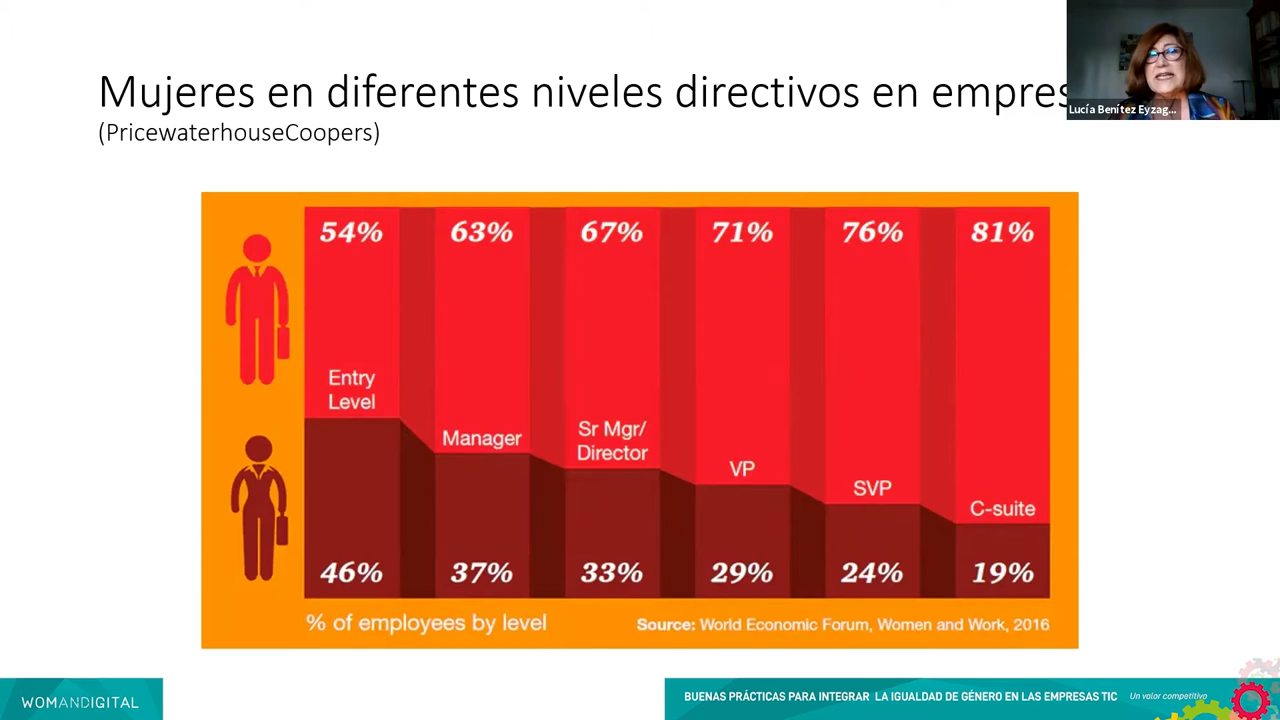 Mujeres en diferentes niveles directivos en empres
(PricewaterhouseCoopers)
Lucía Benítez Eyzag...
54% 63% 67% 71% 76% 81%
Entry
Level
Manager
Sr Mgr/
Director
VP
SVP
C-suite
46% 37% 33% 29% 24% 19%
% of employees by level
Source: World Economic Forum, Women and Work, 2016
WOMANDIGITAL
BUENAS PRÁCTICAS PARA INTEGRAR LA IGUALDAD DE GÉNERO EN LAS EMPRESAS TIC Un valor competitivo